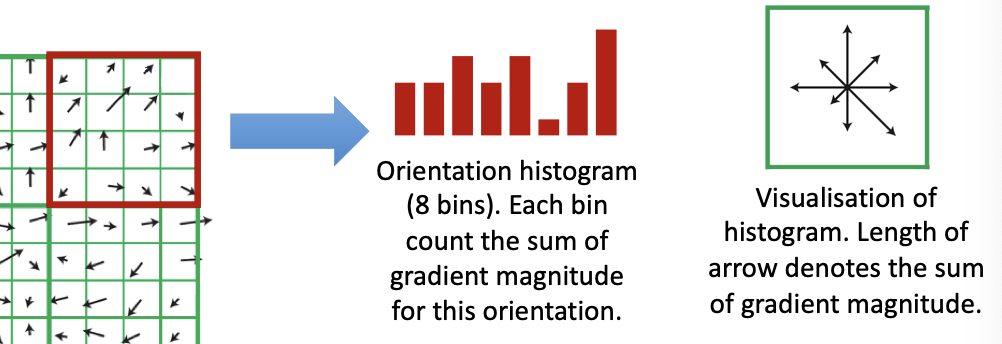 Orientation histogram
(8 bins). Each bin
count the sum of
gradient magnitude
for this orientation.
Visualisation of
histogram. Length of
arrow denotes the sum
of gradient magnitude.